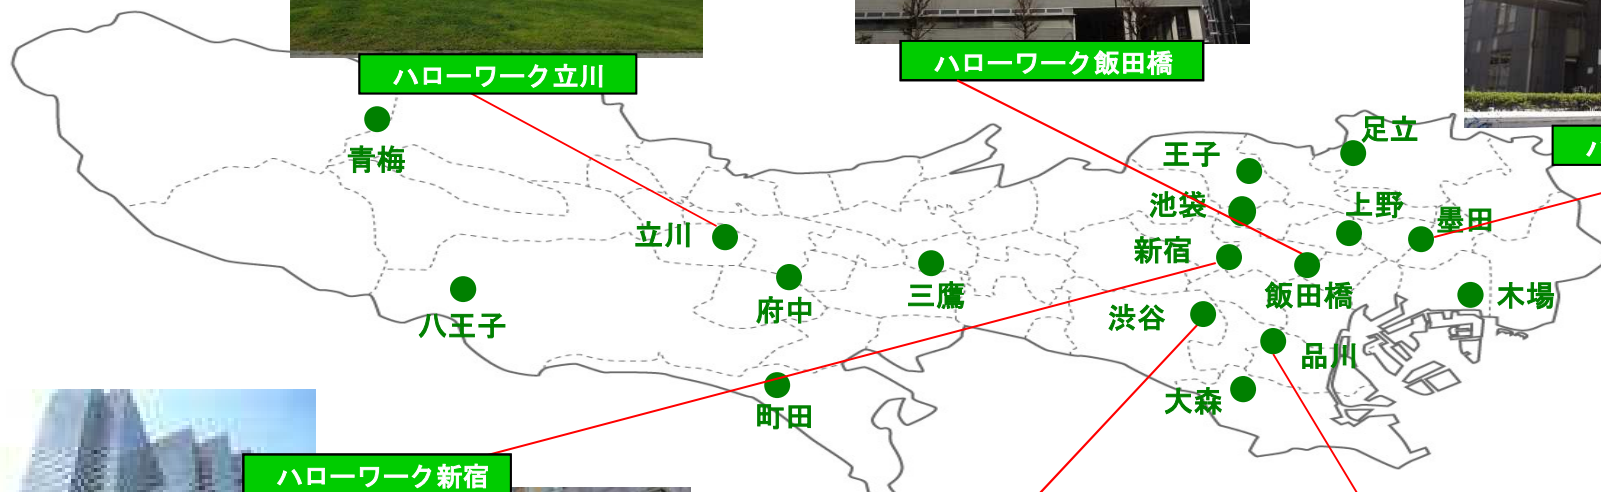 ハローワーク立川
ハローワーク飯田橋
足立
青梅
王子
池袋
上野
墨田
立川
新宿
三鷹
飯田橋
木場
府中
八王子
渋谷
品川
大森
町田
ハローワーク新宿